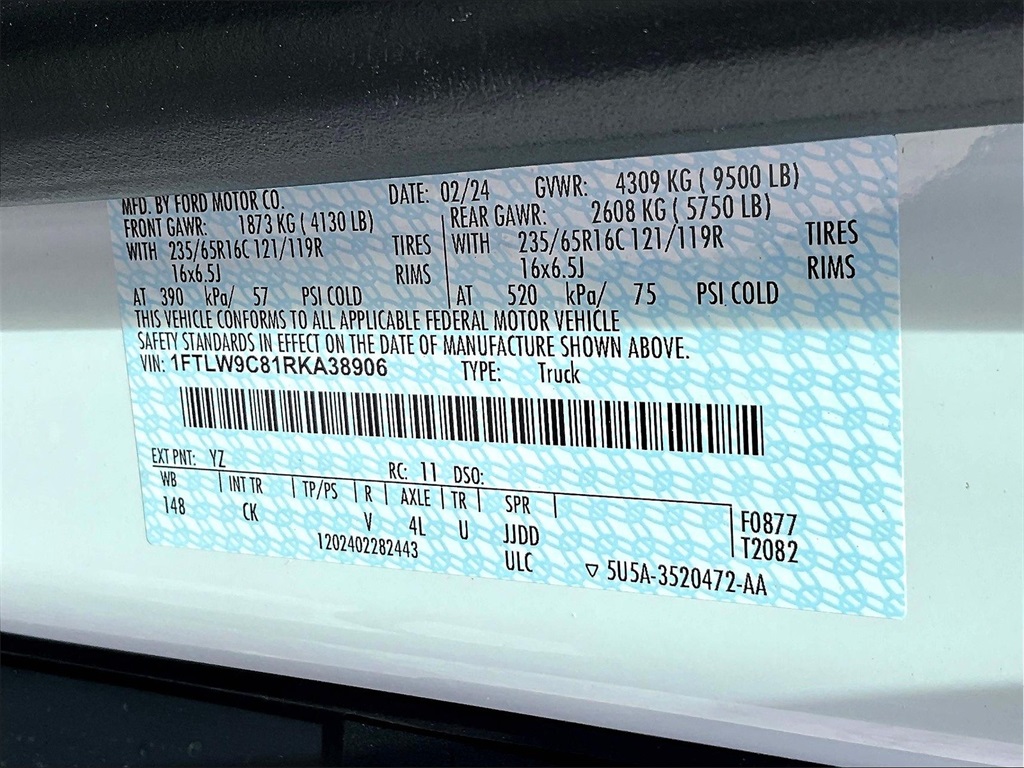 MFD. BY FORD MOTOR CO. DATE: 02/24 GVWR: 4309 KG ( 9500 LB)
FRONT GAWR: 1873 KG ( 4130 LB) REAR GAWR: 2608 KG ( 5750 LB)
WITH 235/65R16C 121/119R TIRES WITH 235/65R16C 121/119R TIRES
16x6.5J RIMS 16x6.5J RIMS
AT 390 kPa/ 57 PSI COLD AT 520 kPa/ 75 PSI COLD
THIS VEHICLE CONFORMS TO ALL APPLICABLE FEDERAL MOTOR VEHICLE
SAFETY STANDARDS IN EFFECT ON THE DATE OF MANUFACTURE SHOWN ABOVE.
VIN: 1FTLW9C81RKA38906 TYPE: Truck
EXT PNT: YZ RC: 11 DSO:
WB INT TR TP/PS R AXLE TR SPR
148 CK V 4L U JJDD F0877
1202402282443 ULC T2082
▽ 5U5A-3520472-AA